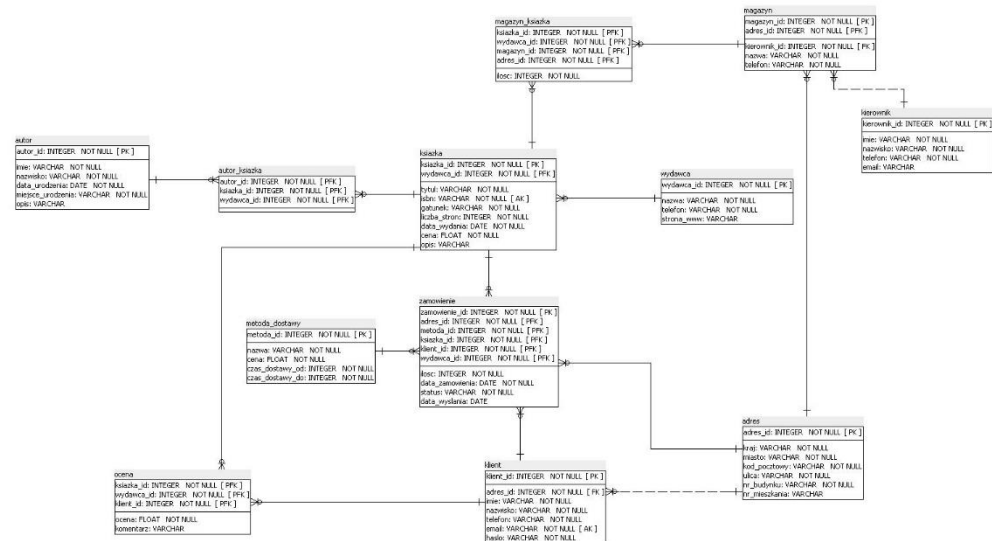 magazyn_ksiazka
ksiazka_id: INTEGER NOT NULL [ PFK ]
wydawca_id: INTEGER NOT NULL [ PFK ]
magazyn_id: INTEGER NOT NULL [ PFK ]
adres_id: INTEGER NOT NULL [ PFK ]
ilosc: INTEGER NOT NULL
magazyn
magazyn_id: INTEGER NOT NULL [ PK ]
adres_id: INTEGER NOT NULL [ PFK ]
kierownik_id: INTEGER NOT NULL [ FK ]
nazwa: VARCHAR NOT NULL
telefon: VARCHAR NOT NULL
kierownik
kierownik_id: INTEGER NOT NULL [ PK ]
imie: VARCHAR NOT NULL
nazwisko: VARCHAR NOT NULL
telefon: VARCHAR NOT NULL
email: VARCHAR
autor
autor_id: INTEGER NOT NULL [ PK ]
imie: VARCHAR NOT NULL
nazwisko: VARCHAR NOT NULL
data_urodzenia: DATE NOT NULL
miejsce_urodzenia: VARCHAR NOT NULL
opis: VARCHAR
autor_ksiazka
autor_id: INTEGER NOT NULL [ PFK ]
ksiazka_id: INTEGER NOT NULL [ PFK ]
wydawca_id: INTEGER NOT NULL [ PFK ]
ksiazka
ksiazka_id: INTEGER NOT NULL [ PK ]
wydawca_id: INTEGER NOT NULL [ PFK ]
tytul: VARCHAR NOT NULL
isbn: VARCHAR NOT NULL [ AK ]
gatunek: VARCHAR NOT NULL
liczba_stron: INTEGER NOT NULL
data_wydania: DATE NOT NULL
cena: FLOAT NOT NULL
opis: VARCHAR
wydawca
wydawca_id: INTEGER NOT NULL [ PK ]
nazwa: VARCHAR NOT NULL
telefon: VARCHAR NOT NULL
strona_www: VARCHAR
metoda_dostawy
metoda_id: INTEGER NOT NULL [ PK ]
nazwa: VARCHAR NOT NULL
cena: FLOAT NOT NULL
czas_dostawy_od: INTEGER NOT NULL
czas_dostawy_do: INTEGER NOT NULL
zamowienie
zamowienie_id: INTEGER NOT NULL [ PK ]
adres_id: INTEGER NOT NULL [ PFK ]
metoda_id: INTEGER NOT NULL [ PFK ]
ksiazka_id: INTEGER NOT NULL [ PFK ]
klient_id: INTEGER NOT NULL [ PFK ]
wydawca_id: INTEGER NOT NULL [ PFK ]
ilosc: INTEGER NOT NULL
data_zamowienia: DATE NOT NULL
status: VARCHAR NOT NULL
data_wyslania: DATE
adres
adres_id: INTEGER NOT NULL [ PK ]
kraj: VARCHAR NOT NULL
miasto: VARCHAR NOT NULL
kod_pocztowy: VARCHAR NOT NULL
ulica: VARCHAR NOT NULL
nr_budynku: VARCHAR NOT NULL
nr_mieszkania: VARCHAR
ocena
ksiazka_id: INTEGER NOT NULL [ PFK ]
wydawca_id: INTEGER NOT NULL [ PFK ]
klient_id: INTEGER NOT NULL [ PFK ]
ocena: FLOAT NOT NULL
komentarz: VARCHAR
klient
klient_id: INTEGER NOT NULL [ PK ]
adres_id: INTEGER NOT NULL [ FK ]
imie: VARCHAR NOT NULL
nazwisko: VARCHAR NOT NULL
telefon: VARCHAR NOT NULL
email: VARCHAR NOT NULL [ AK ]
haslo: VARCHAR NOT NULL